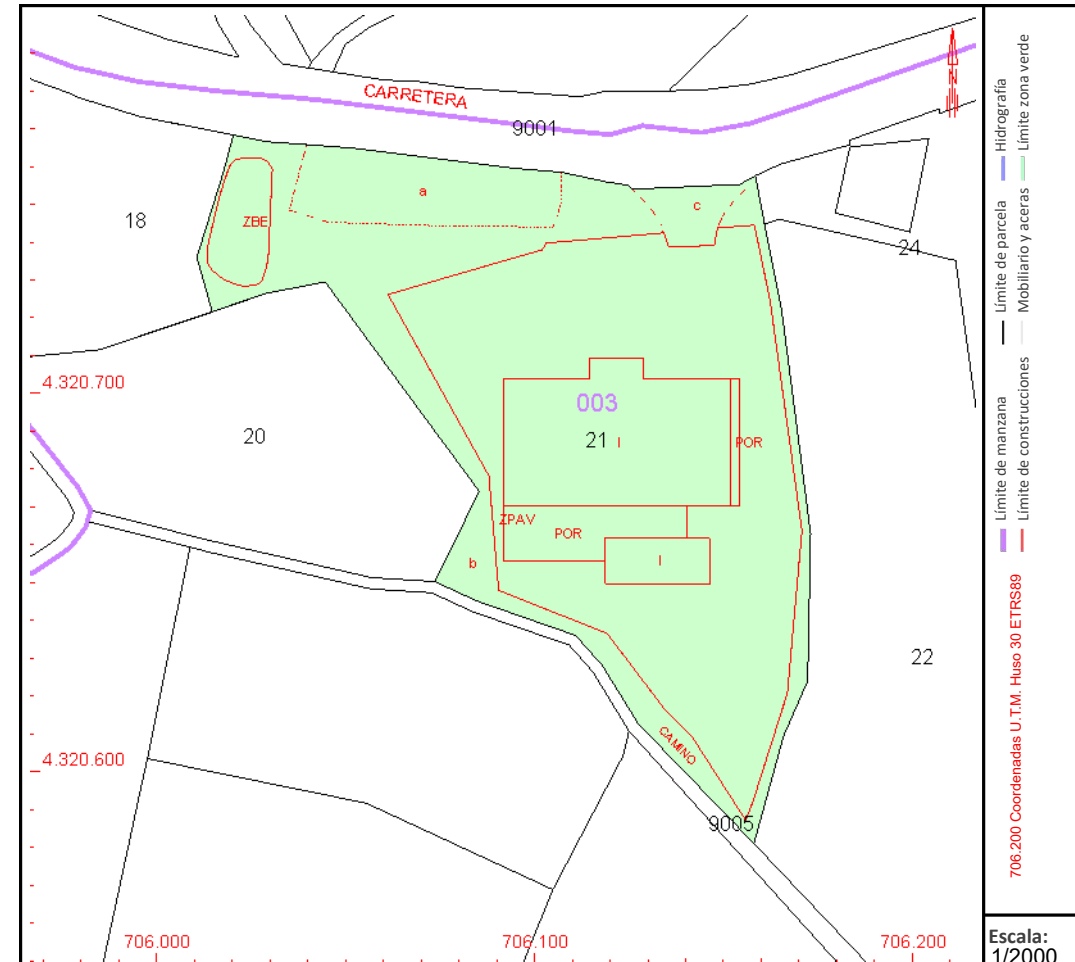 CARRETERA
9001
a
c
18
ZBE
24
4.320.700
003
20
21
I
POR
ZPAV
POR
b
I
22
CAMINO
4.320.600
9005
706.000
706.100
706.200
N
Límite de manzana
Límite de parcela
Hidrografía
Límite de construcciones
Mobiliario y aceras
Límite zona verde
706.200 Coordenadas U.T.M. Huso 30 ETRS89
Escala:
1/2000